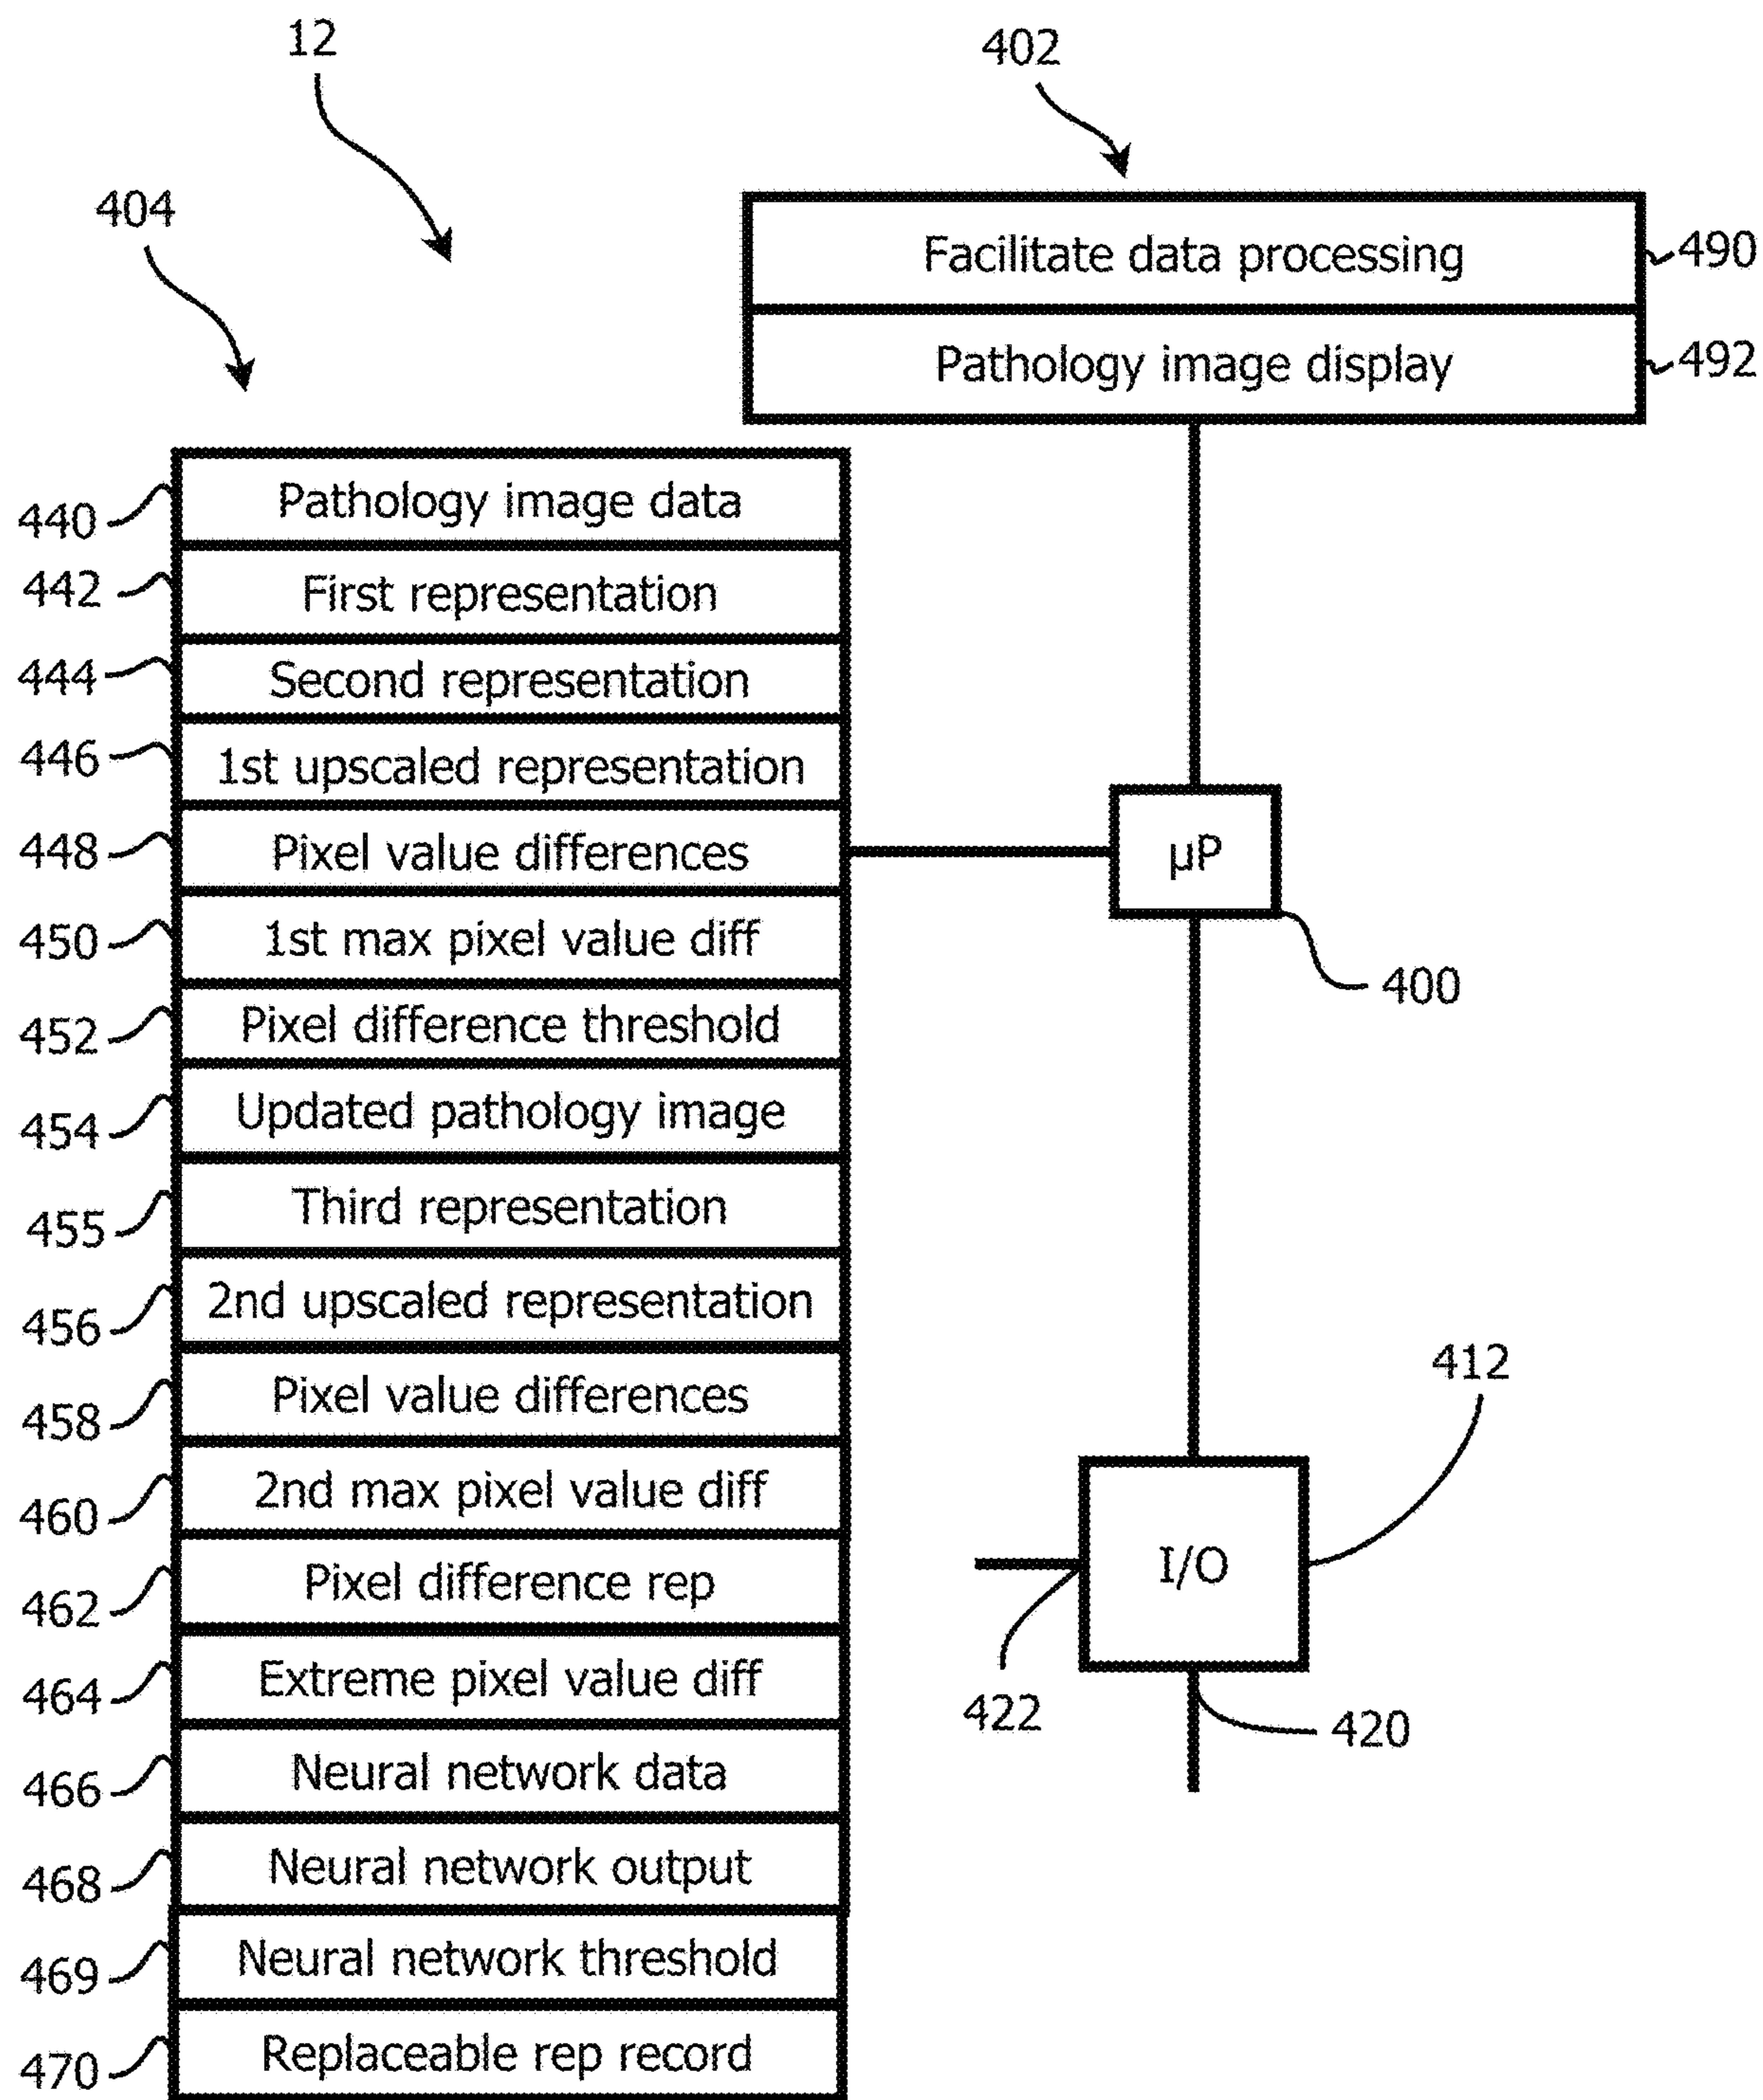 12
402
404
Facilitate data processing
490
Pathology image display
492
440
Pathology image data
442
First representation
444
Second representation
446
1st upscaled representation
448
Pixel value differences
μP
450
1st max pixel value diff
400
452
Pixel difference threshold
454
Updated pathology image
455
Third representation
456
2nd upscaled representation
412
458
Pixel value differences
460
2nd max pixel value diff
I/O
462
Pixel difference rep
464
Extreme pixel value diff
422
420
466
Neural network data
468
Neural network output
469
Neural network threshold
470
Replaceable rep record